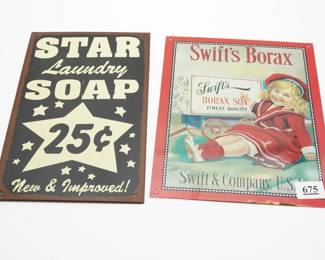 STAR
Laundry
SOAP
25¢
New & Improved!
Swift's Borax
Swift's
BORAX SOAP
FINEST QUALITY
Swift & Company, U.S.
675